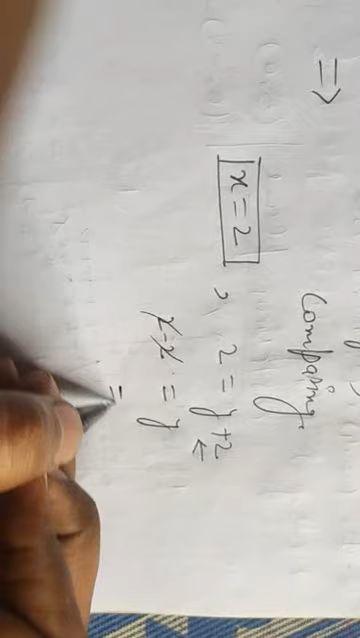 ⇒
Comparing
x = 2 , 2 = y + 2
2 - 2 = y
=